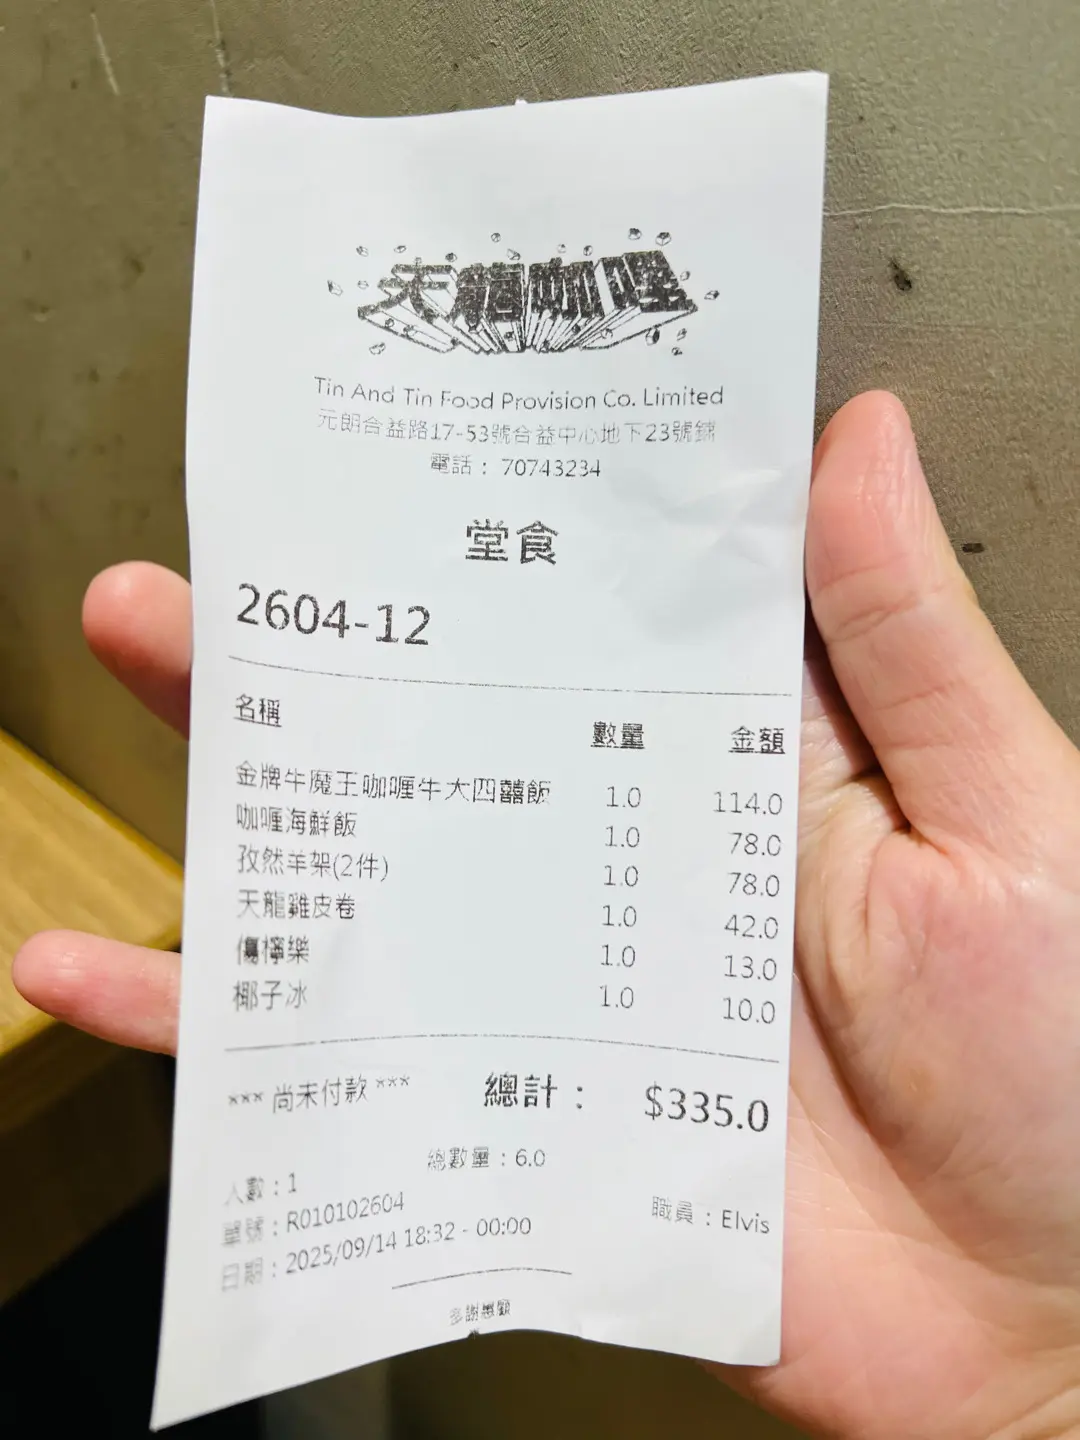 天龍咖哩
Tin And Tin Food Provision Co. Limited
元朗合益路17-53號合益中心地下23號鋪
電話： 70743234
堂食
2604-12
名稱 數量 金額
金牌牛魔王咖喱牛大四囍飯 1.0 114.0
咖喱海鮮飯 1.0 78.0
孜然羊架(2件) 1.0 78.0
天龍雞皮卷 1.0 42.0
傷檸樂 1.0 13.0
椰子冰 1.0 10.0
*** 尚未付款 *** 總計： $335.0
總數量：6.0
人數：1
單號：R010102604 職員：Elvis
日期：2025/09/14 18:32 - 00:00
多謝惠顧